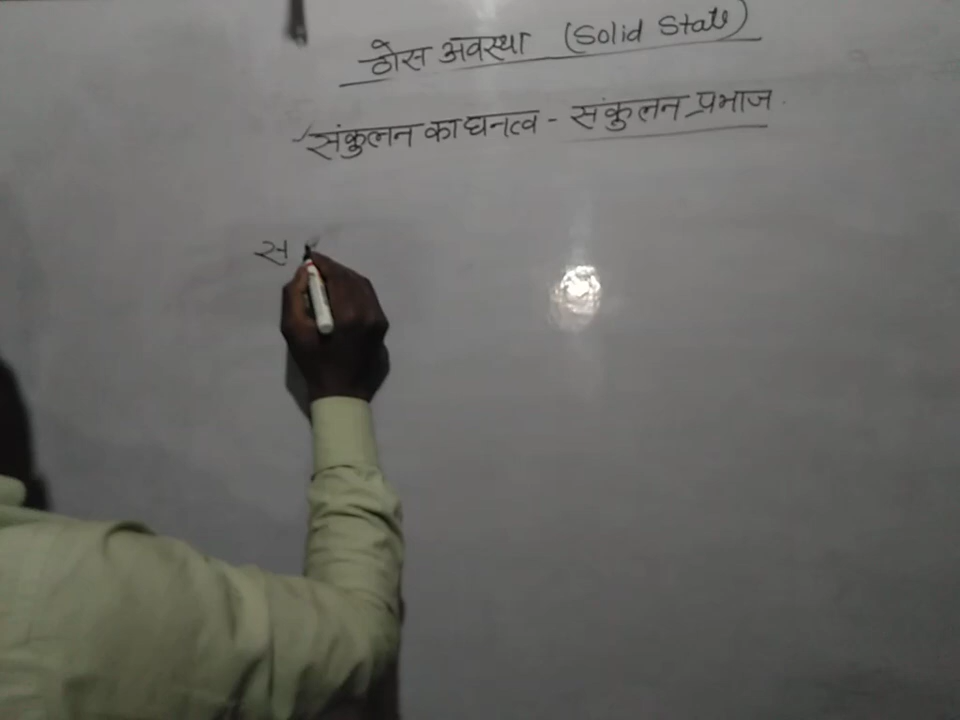 ठोस अवस्था (Solid State)
संकुलन का घनत्व - संकुलन प्रभाज
स